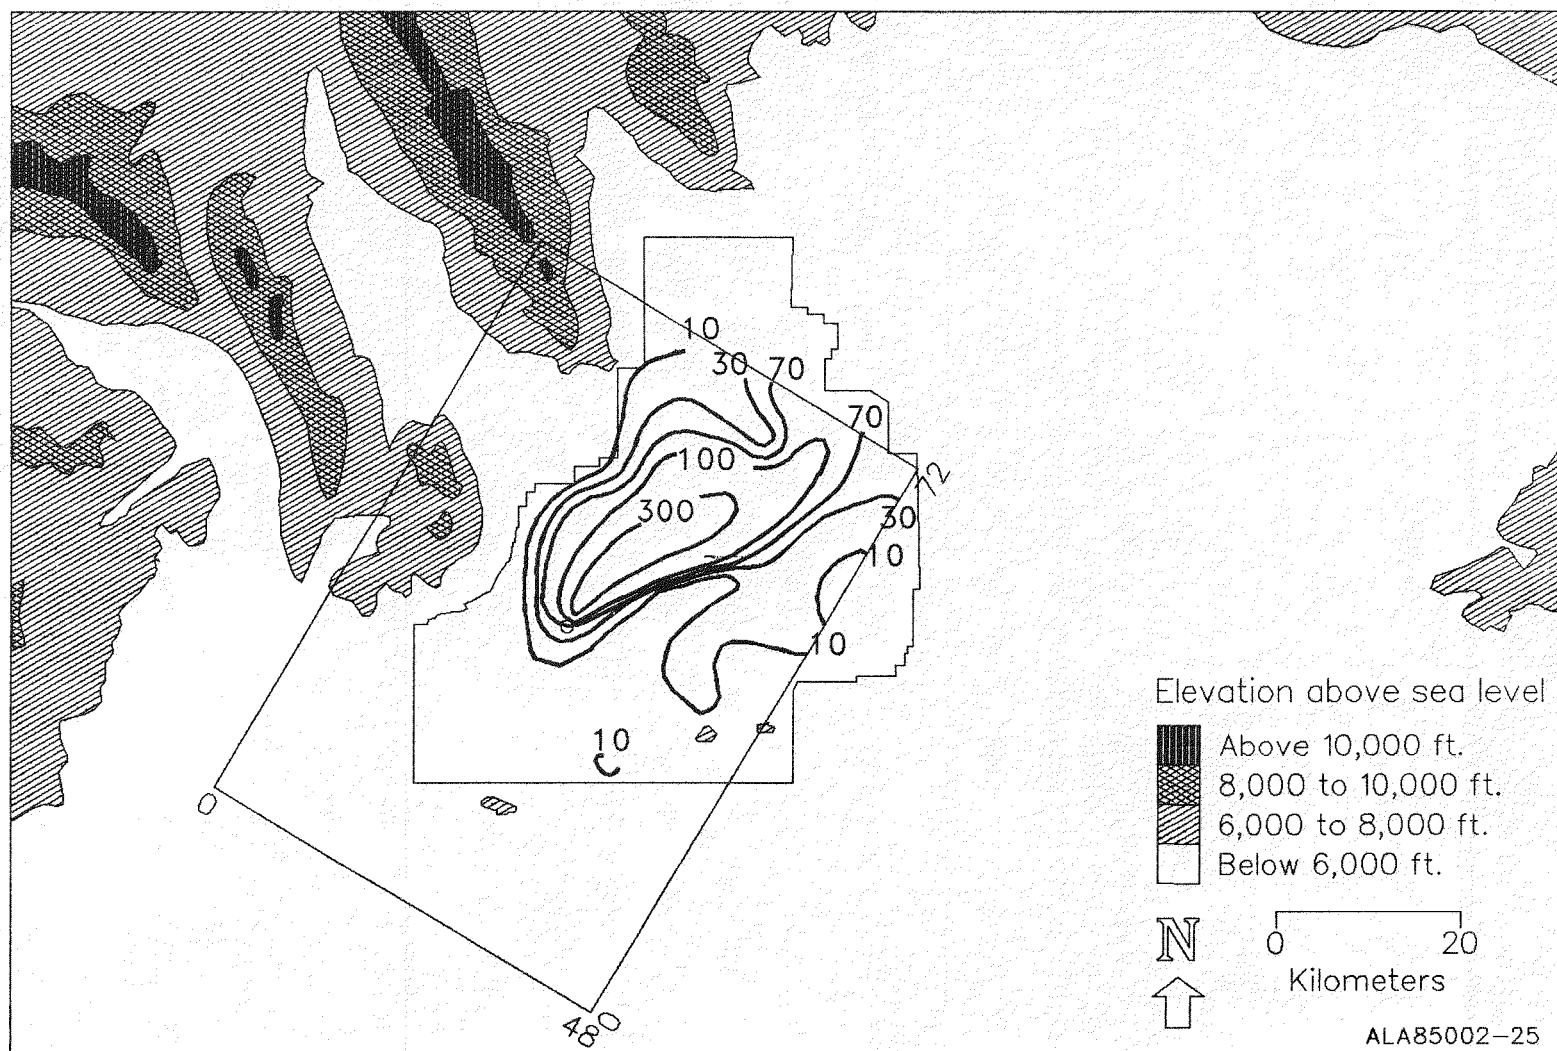 10
30
70
70
100
72
300
30
10
10
10
0
480
Elevation above sea level
Above 10,000 ft.
8,000 to 10,000 ft.
6,000 to 8,000 ft.
Below 6,000 ft.
N
0 20
Kilometers
ALA85002-25